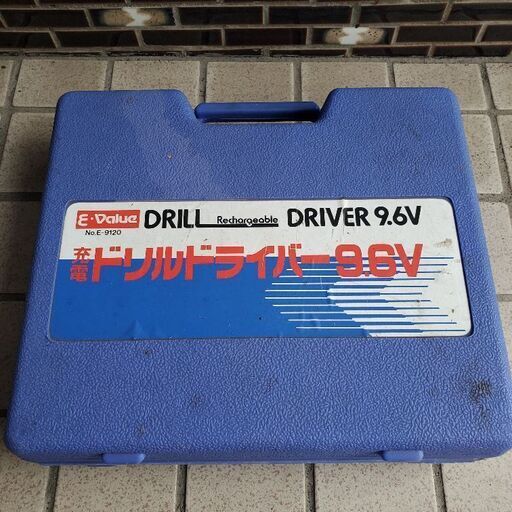 E·Value DRILL Rechargeable DRIVER 9.6V
No.E-9120
充電ドリルドライバー9.6V